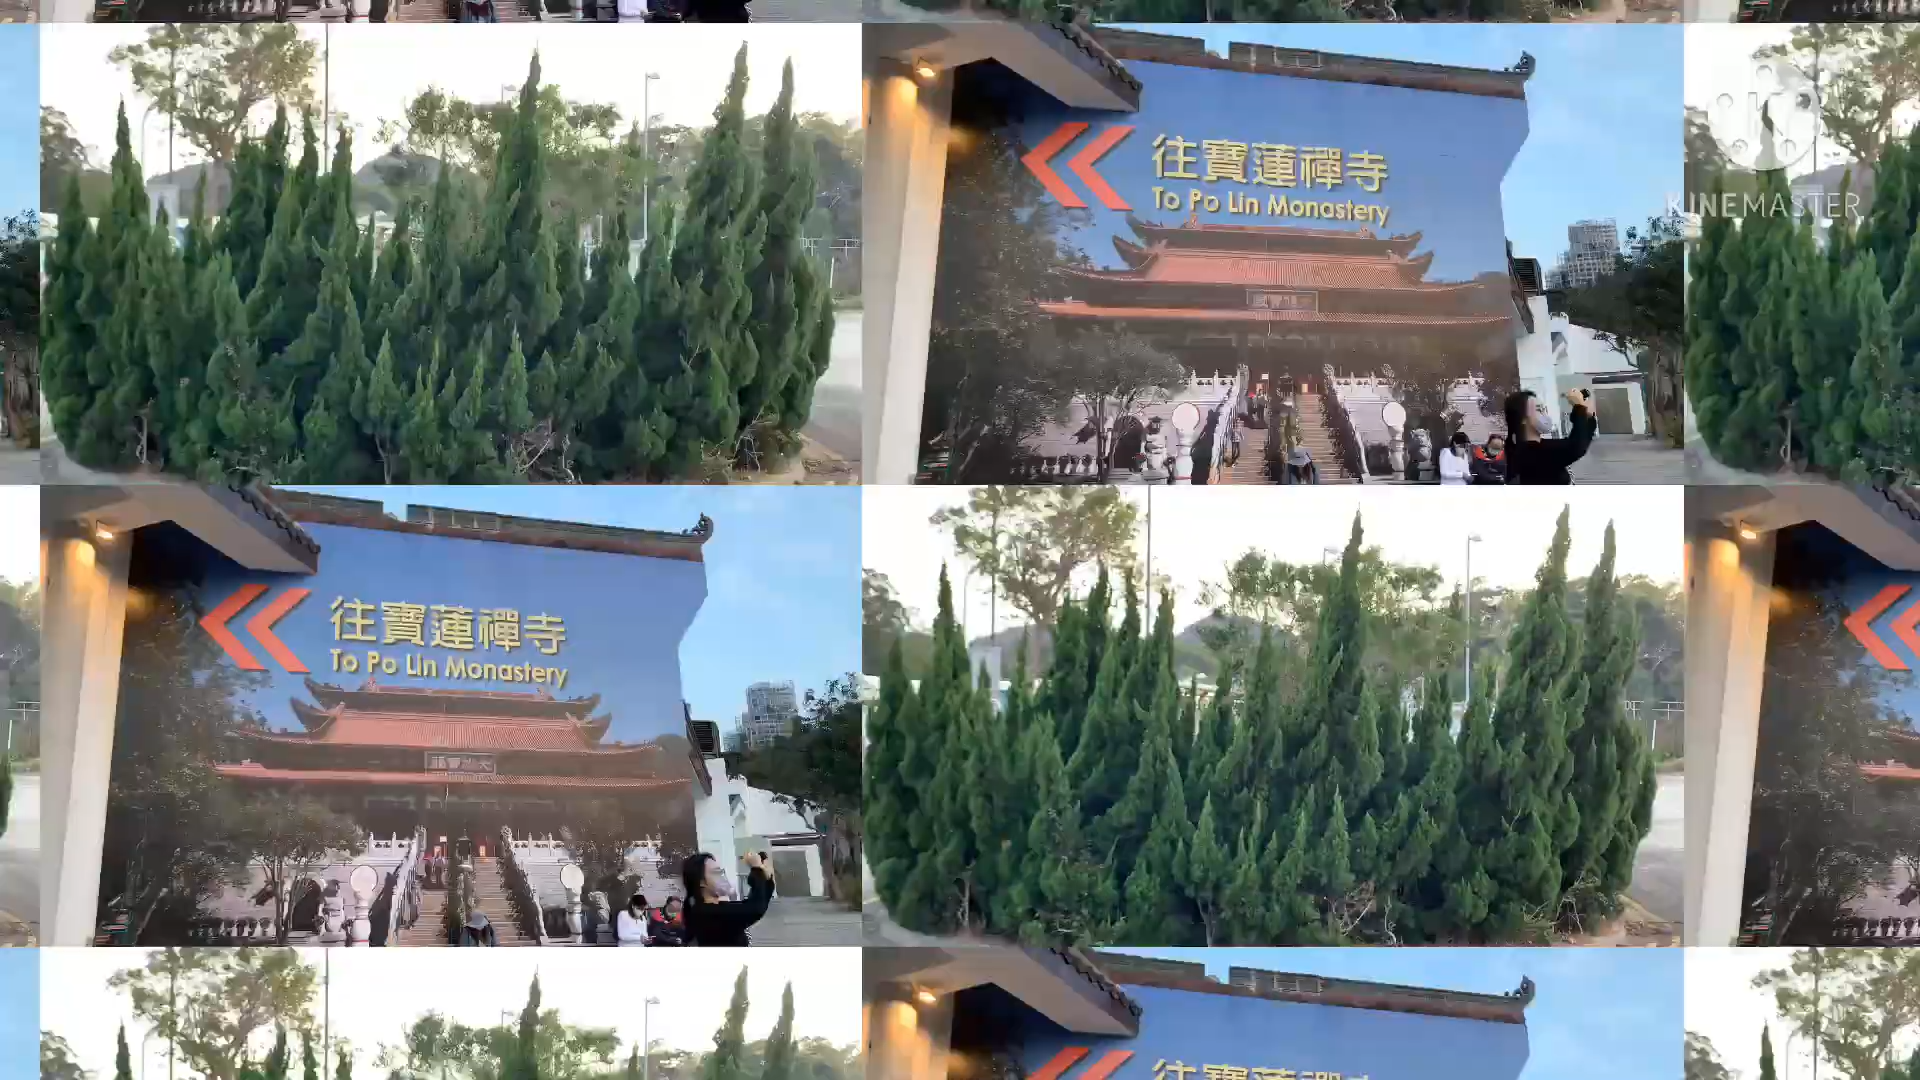 往寶蓮禪寺
To Po Lin Monastery
KINEMASTER
往寶蓮禪寺
To Po Lin Monastery